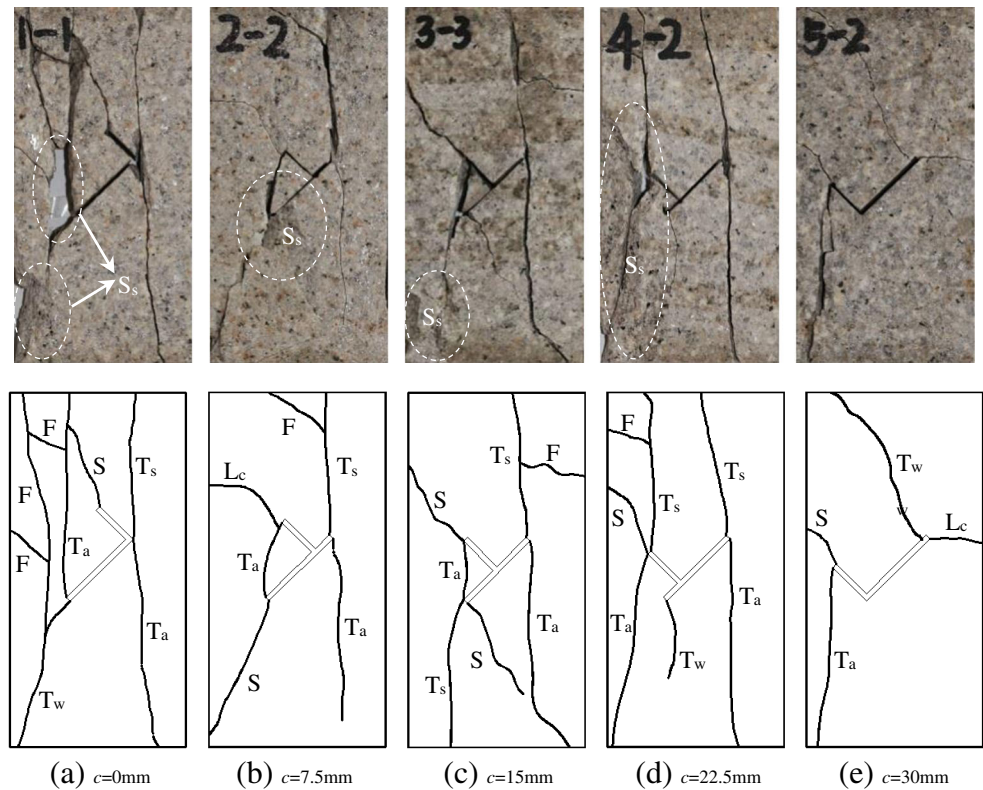 1-1 2-2 3-3 4-2 5-2
Ss
Ss
Ss
Ss
F S Ts F Ta F Tw Ta
F Ts Lc Ta Ta S
Ts F S Ta Ta S Ts
F Ts S Ts Ta Ta Tw
Tw w S Lc Ta
(a) c=0mm (b) c=7.5mm (c) c=15mm (d) c=22.5mm (e) c=30mm